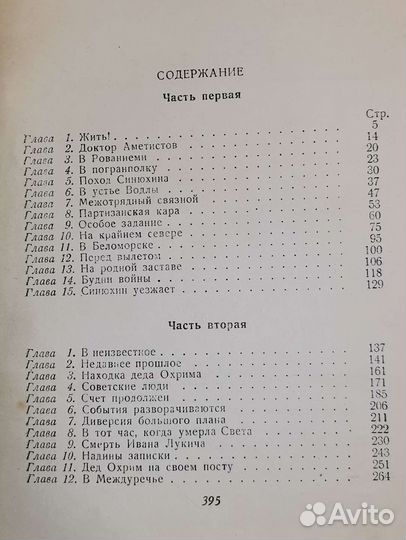 СОДЕРЖАНИЕ
Часть первая
Стр.
Глава 1. Жить! 5
Глава 2. Доктор Аметистов 14
Глава 3. В Рованиеми 20
Глава 4. В погранполку 23
Глава 5. Поход Синюхина 30
Глава 6. В устье Водлы 37
Глава 7. Межотрядный связной 47
Глава 8. Партизанская кара 53
Глава 9. Особое задание 60
Глава 10. На крайнем севере 75
Глава 11. В Беломорске 95
Глава 12. Перед вылетом 100
Глава 13. На родной заставе 106
Глава 14. Будни войны 118
Глава 15. Синюхин уезжает 129
Часть вторая
Глава 1. В неизвестное 137
Глава 2. Недавнее прошлое 141
Глава 3. Находка деда Охрима 161
Глава 4. Советские люди 171
Глава 5. Счет продолжен 185
Глава 6. События разворачиваются 206
Глава 7. Диверсия большого плана 211
Глава 8. В тот час, когда умерла Света 222
Глава 9. Смерть Ивана Лукича 230
Глава 10. Надины записки 243
Глава 11. Дед Охрим на своем посту 251
Глава 12. В Междуречье 264
395
Avito